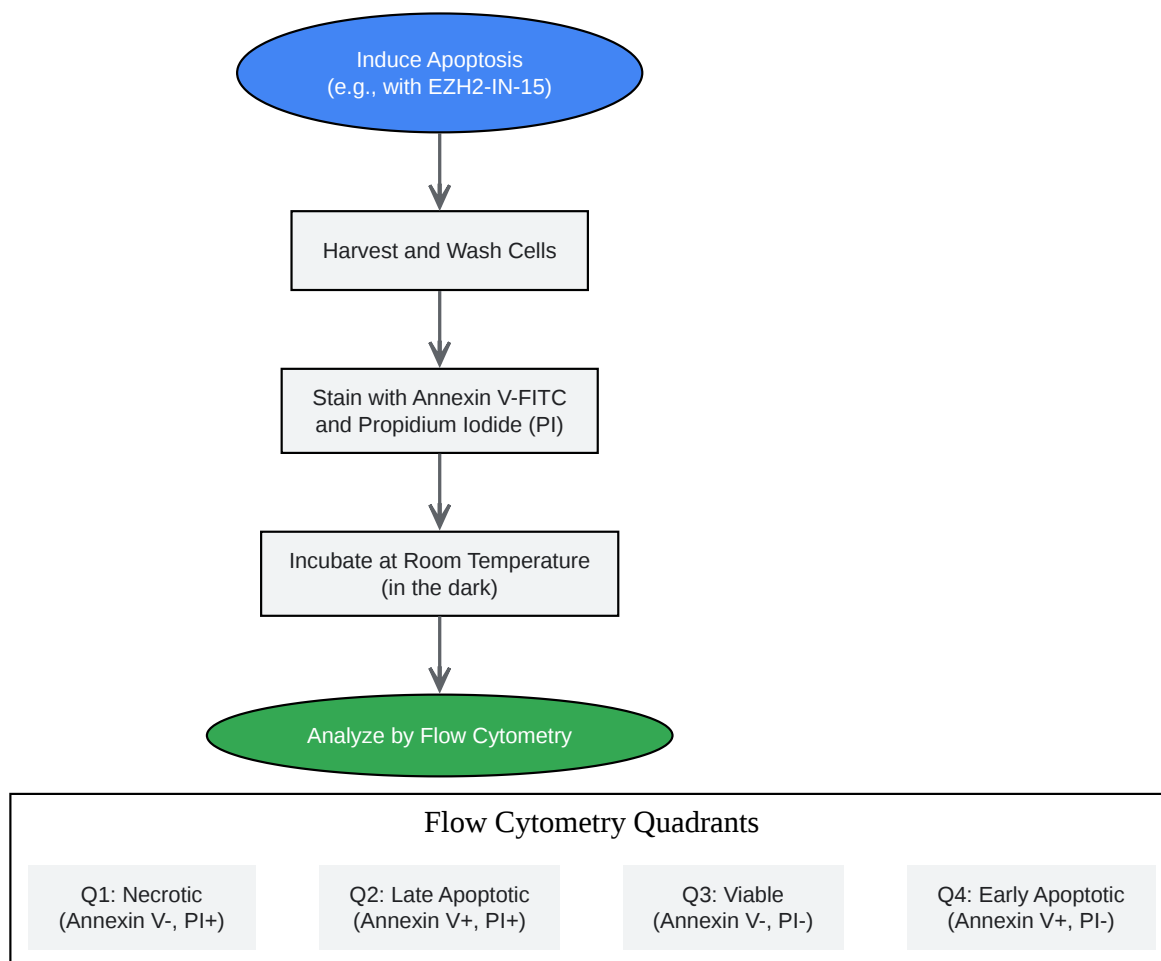 Induce Apoptosis
(e.g., with EZH2-IN-15)
Harvest and Wash Cells
Stain with Annexin V-FITC
and Propidium Iodide (PI)
Incubate at Room Temperature
(in the dark)
Analyze by Flow Cytometry
Flow Cytometry Quadrants
Q1: Necrotic
(Annexin V-, PI+)
Q2: Late Apoptotic
(Annexin V+, PI+)
Q3: Viable
(Annexin V-, PI-)
Q4: Early Apoptotic
(Annexin V+, PI-)